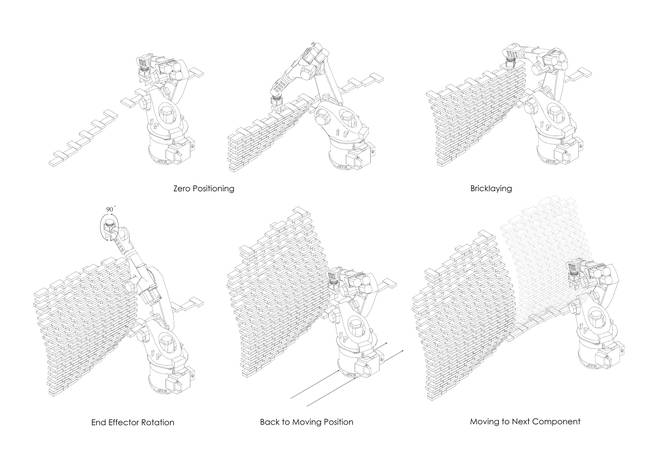 Zero Positioning
Bricklaying
90°
End Effector Rotation
Back to Moving Position
Moving to Next Component